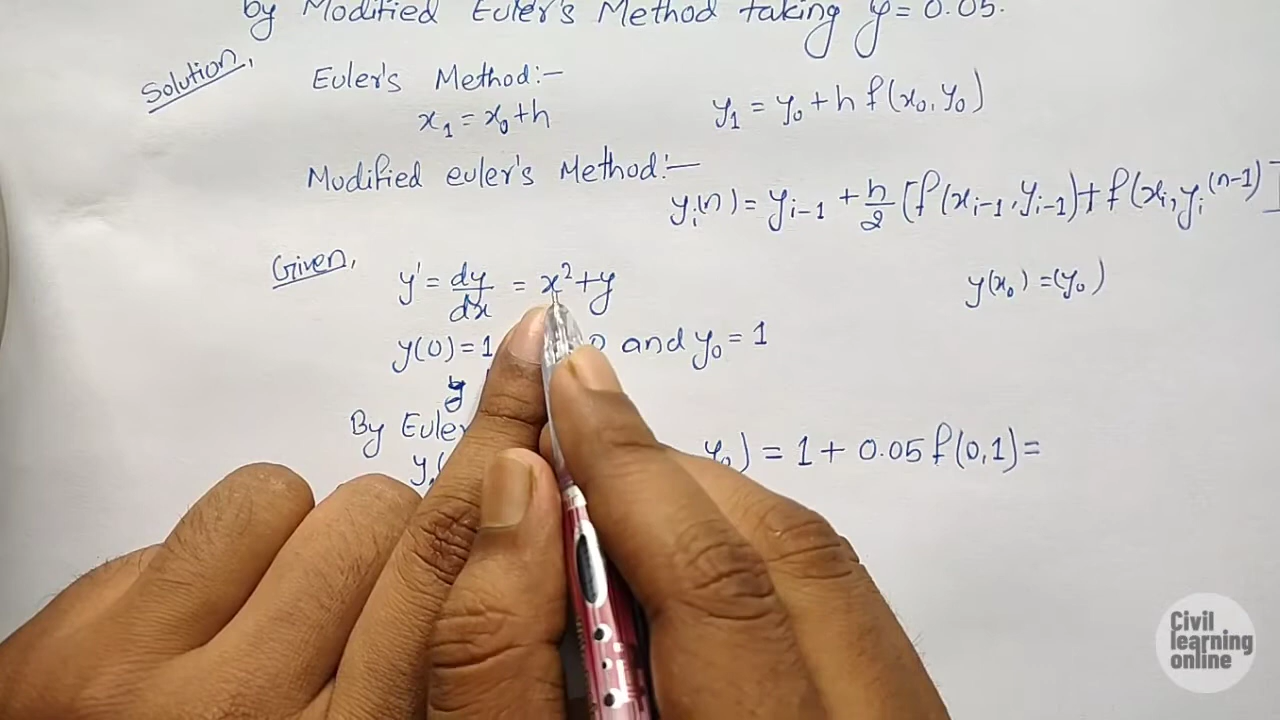 by Modified Euler's Method taking y = 0.05.
Solution,
Euler's Method:-
x₁ = x₀ + h
y₁ = y₀ + h f(x₀, y₀)
Modified euler's Method:-
yᵢ(n) = yᵢ₋₁ + h/2 [f(xᵢ₋₁, yᵢ₋₁) + f(xᵢ, yᵢ⁽ⁿ⁻¹⁾]
Given,
y' = dy/dx = x² + y
y(x₀) = (y₀)
y(0) = 1 0 and y₀ = 1
By Euler
y₀) = 1 + 0.05 f(0,1) =
Civil
learning
online